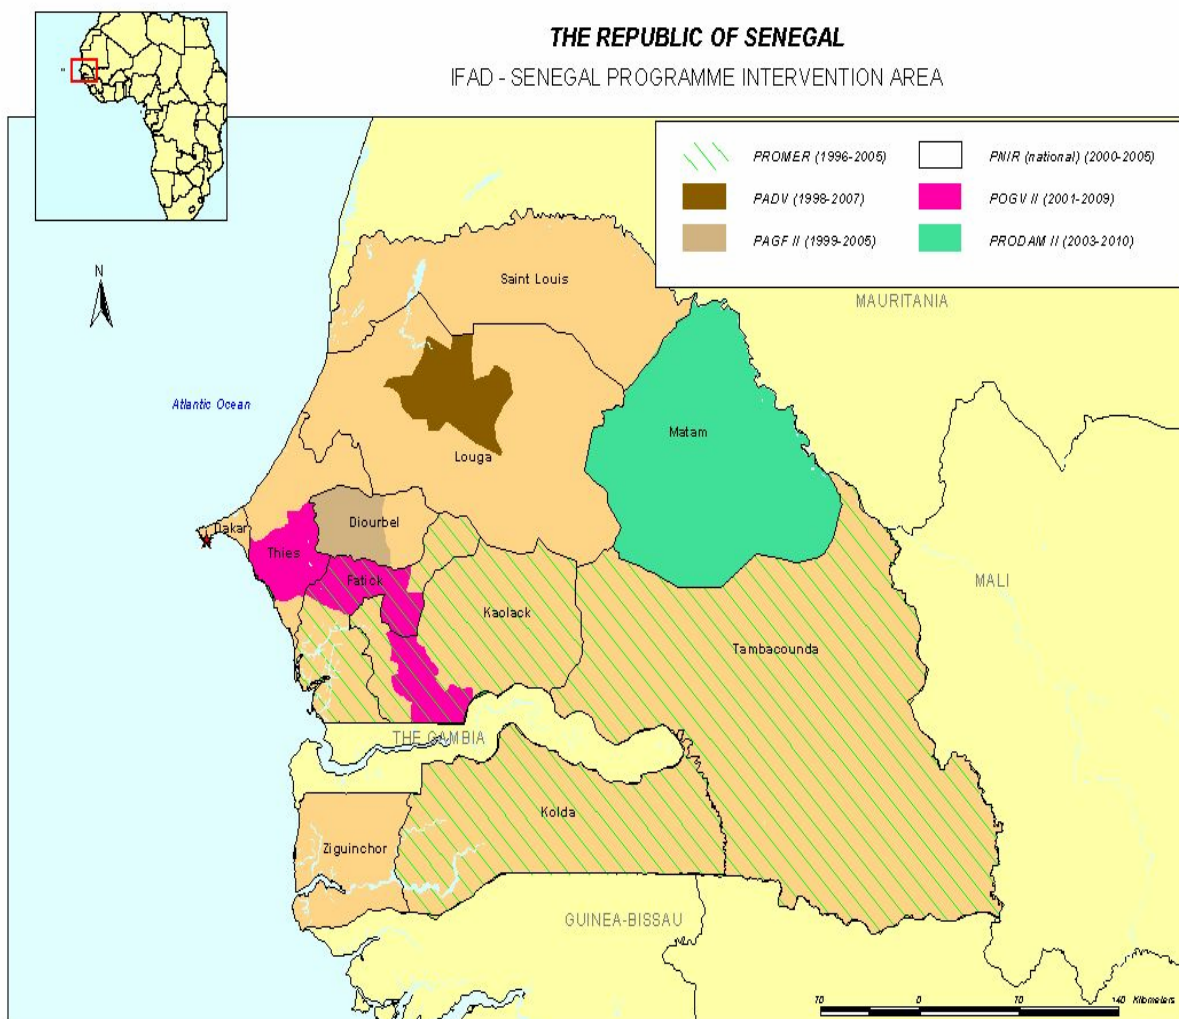 THE REPUBLIC OF SENEGAL
IFAD - SENEGAL PROGRAMME INTERVENTION AREA
PROMER (1996-2005)
PNIR (national) (2000-2005)
PADV (1998-2007)
POGV II (2001-2009)
PAGF II (1999-2005)
PRODAM II (2003-2010)
N
Saint Louis
MAURITANIA
Atlantic Ocean
Matam
Louga
Dakar
Diourbel
Thies
Fatick
MALI
Kaolack
Tambacounda
THE GAMBIA
Kolda
Ziguinchor
GUINEA-BISSAU
70 0 70 140 Kilometers